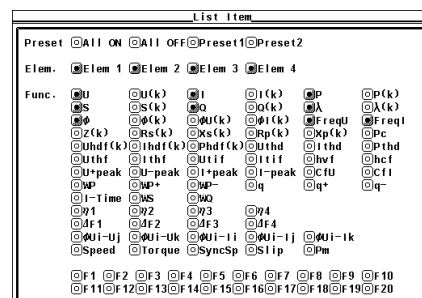 List Item
Preset All ON All OFF Preset1 Preset2
Elem. Elem 1 Elem 2 Elem 3 Elem 4
Func. U U(k) I I(k) P P(k)
S S(k) Q Q(k) λ λ(k)
ϕ ϕ(k) ϕU(k) ϕI(k) FreqU FreqI
Z(k) Rs(k) Xs(k) Rp(k) Xp(k) Pc
Uhdf(k) Ihdf(k) Phdf(k) Uthd Ithd Pthd
Uthf Ithf Utif Itif hvf hcf
U+peak U-peak I+peak I-peak CfU CfI
WP WP+ WP- q q+ q-
I-Time WS WQ
η1 η2 η3 η4
ΔF1 ΔF2 ΔF3 ΔF4
ϕUi-Uj ϕUi-Uk ϕUi-Ii ϕUi-Ij ϕUi-Ik
Speed Torque SyncSp Slip Pm
F1 F2 F3 F4 F5 F6 F7 F8 F9 F10
F11 F12 F13 F14 F15 F16 F17 F18 F19 F20